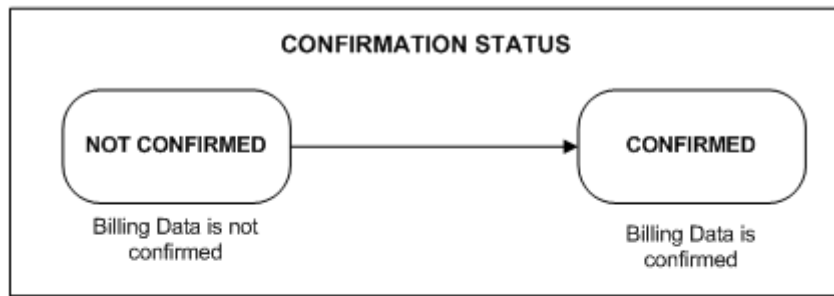 CONFIRMATION STATUS
NOT CONFIRMED
CONFIRMED
Billing Data is not
confirmed
Billing Data is
confirmed